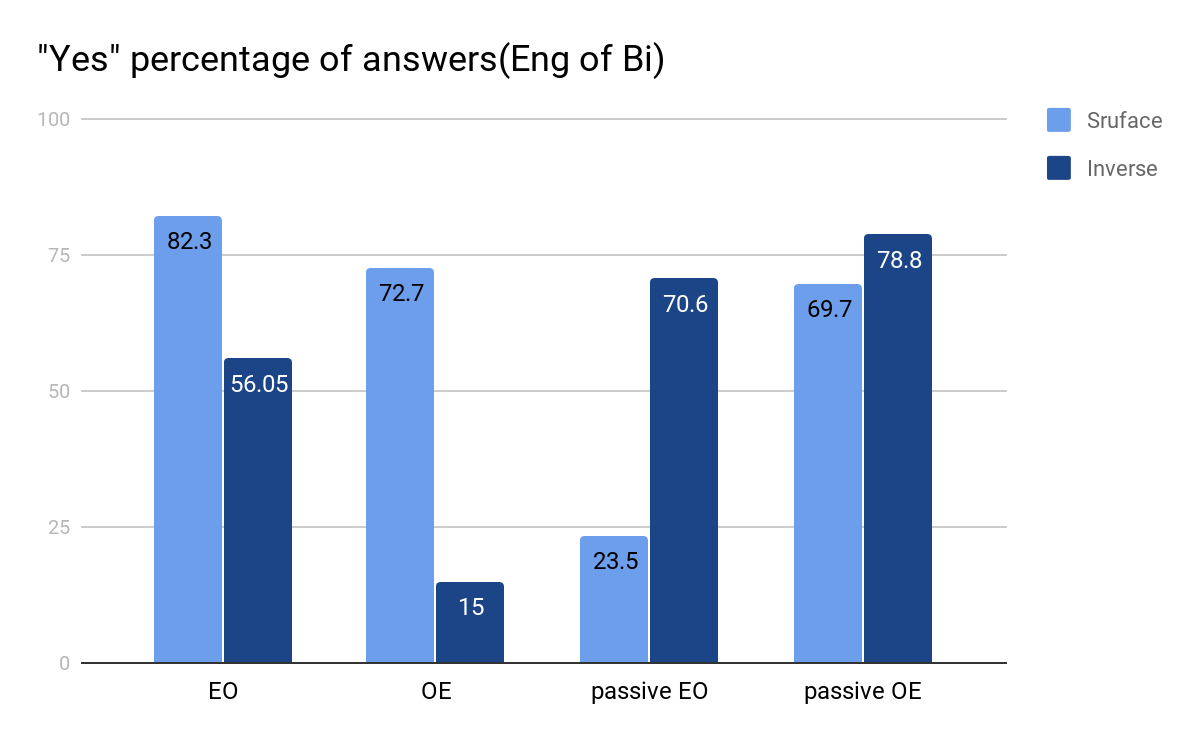 "Yes" percentage of answers(Eng of Bi)
100
75
50
25
0
Sruface
Inverse
82.3
56.05
72.7
15
23.5
70.6
69.7
78.8
EO
OE
passive EO
passive OE